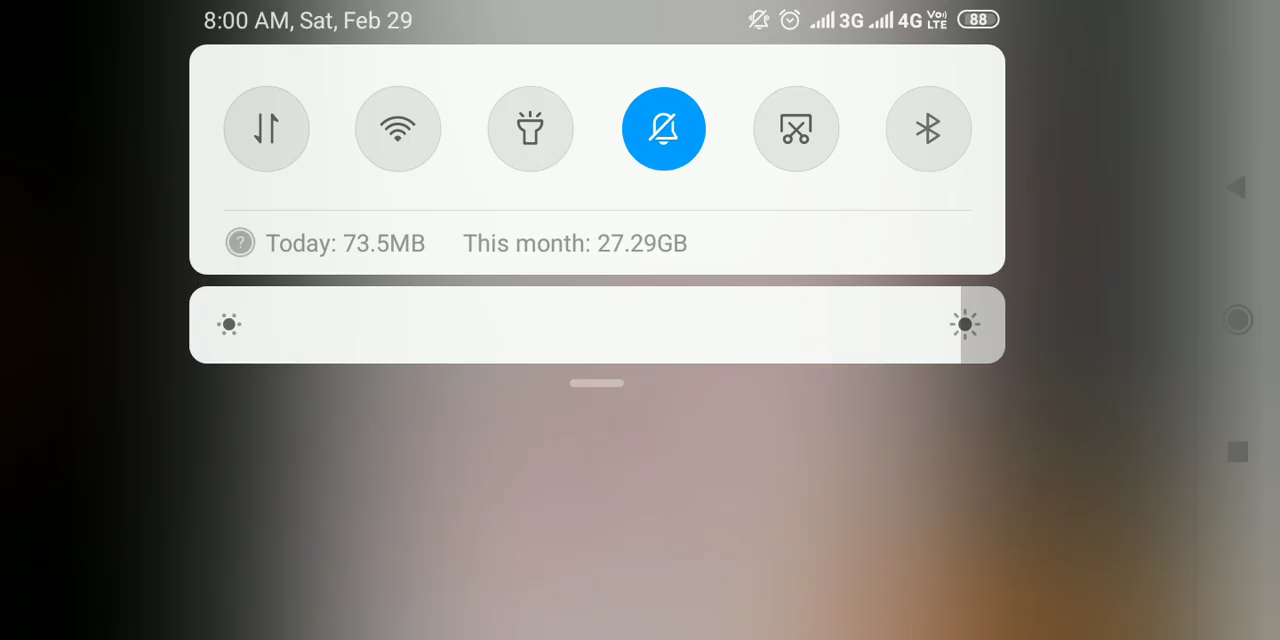 8:00 AM, Sat, Feb 29 3G 4G Vo) LTE 88
? Today: 73.5MB This month: 27.29GB